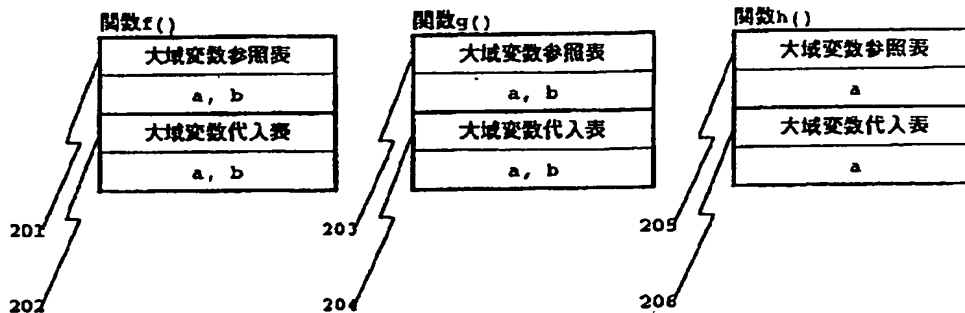 関数f()
大域変数参照表
a, b
大域変数代入表
a, b
201
202
関数g()
大域変数参照表
a, b
大域変数代入表
a, b
203
204
関数h()
大域変数参照表
a
大域変数代入表
a
205
206